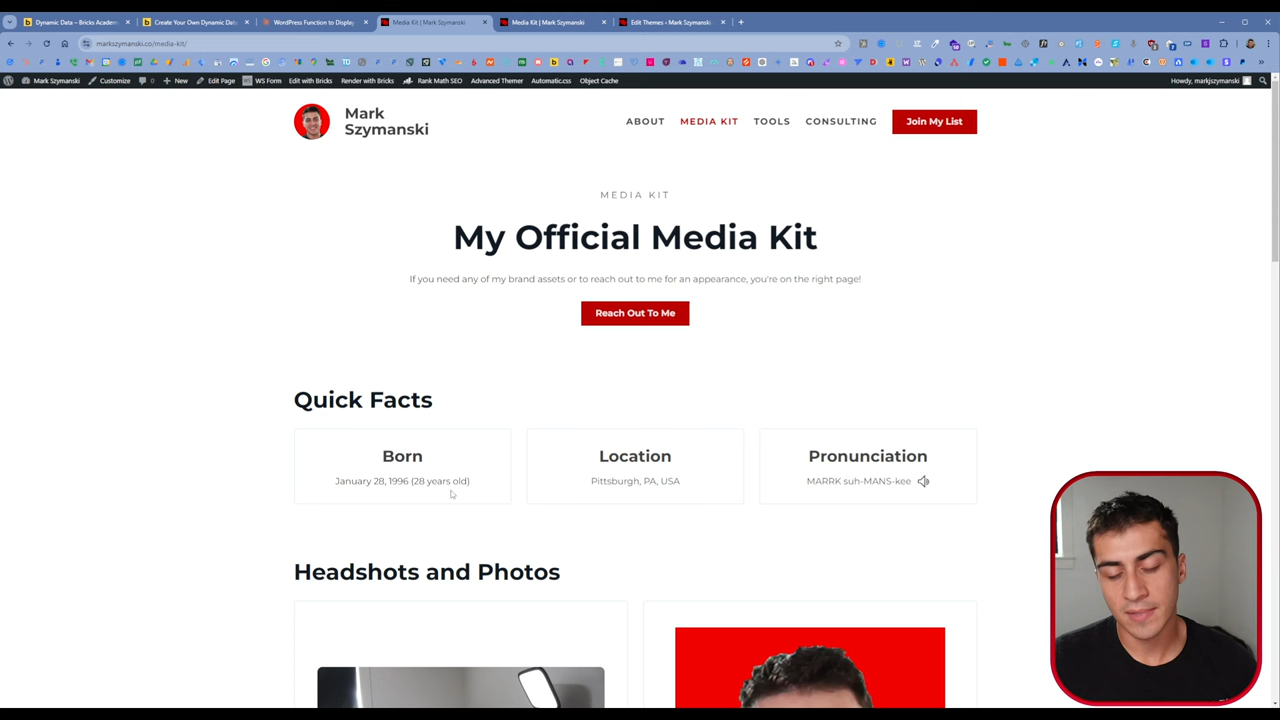 Dynamic Data – Bricks Academ
Create Your Own Dynamic Data
WordPress Function to Display
Media Kit | Mark Szymanski
Media Kit | Mark Szymanski
Edit Themes ‹ Mark Szymanski
markszymanski.co/media-kit/
Mark Szymanski
Customize
0
New
Edit Page
WS Form
Edit with Bricks
Render with Bricks
Rank Math SEO
Advanced Themer
Automatic.css
Object Cache
Howdy, markjszymanski
Mark
Szymanski
ABOUT
MEDIA KIT
TOOLS
CONSULTING
Join My List
MEDIA KIT
My Official Media Kit
If you need any of my brand assets or to reach out to me for an appearance, you're on the right page!
Reach Out To Me
Quick Facts
Born
January 28, 1996 (28 years old)
Location
Pittsburgh, PA, USA
Pronunciation
MARRK suh-MANS-kee
Headshots and Photos